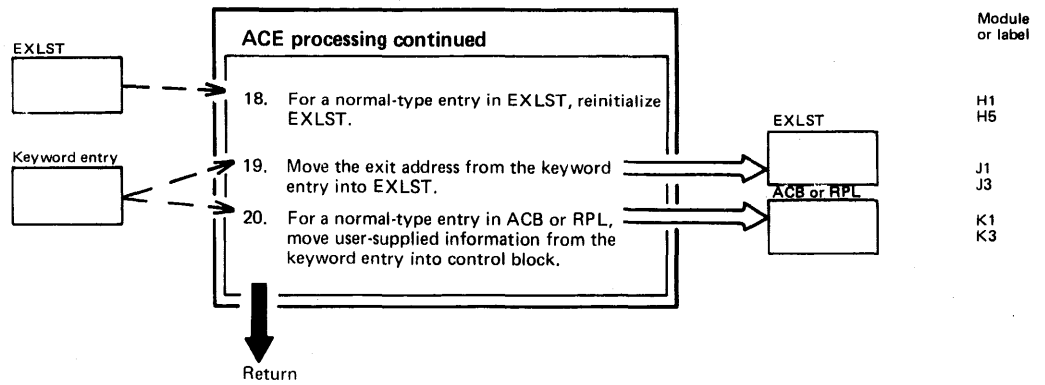 Module
or label
ACE processing continued
EXLST
18. For a normal-type entry in EXLST, reinitialize
EXLST.
H1
H5
Keyword entry
19. Move the exit address from the keyword
entry into EXLST.
EXLST
J1
J3
20. For a normal-type entry in ACB or RPL,
move user-supplied information from the
keyword entry into control block.
ACB or RPL
K1
K3
Return